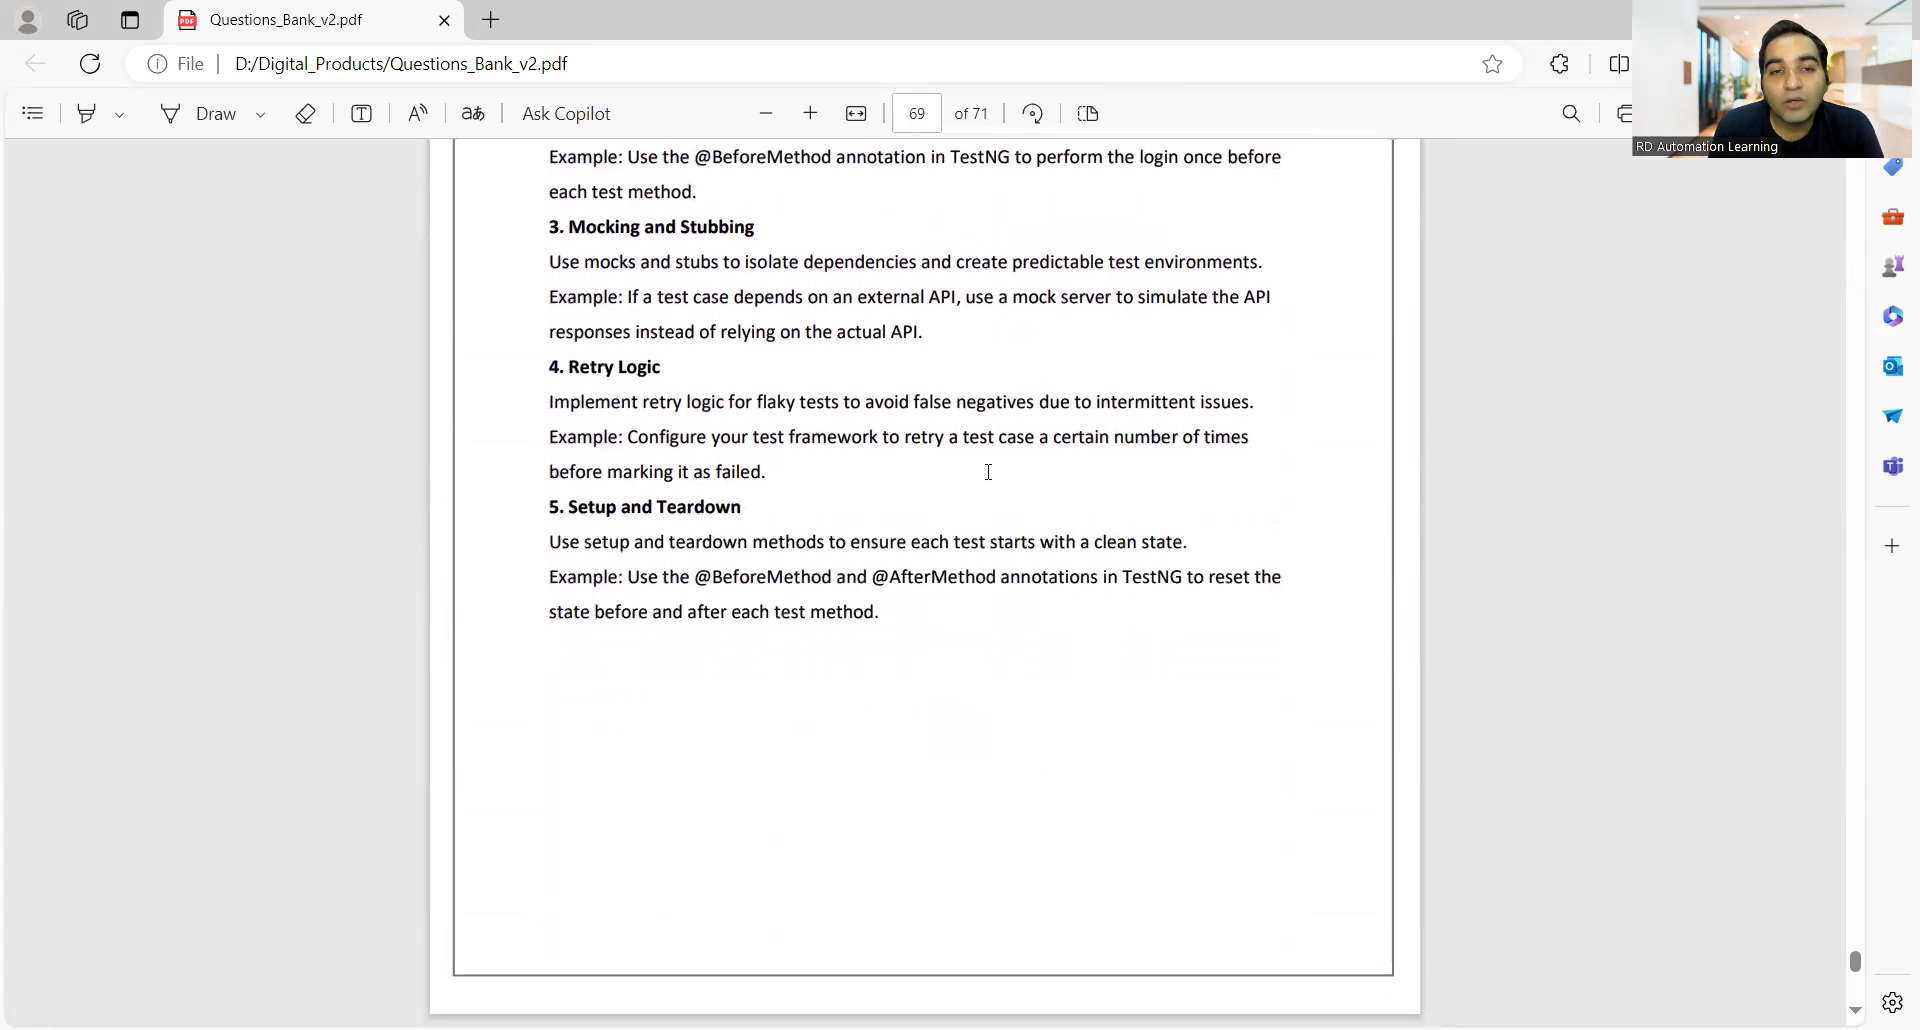 Questions_Bank_v2.pdf
File
D:/Digital_Products/Questions_Bank_v2.pdf
Draw
Ask Copilot
69 of 71
RD Automation Learning
Example: Use the @BeforeMethod annotation in TestNG to perform the login once before
each test method.
3. Mocking and Stubbing
Use mocks and stubs to isolate dependencies and create predictable test environments.
Example: If a test case depends on an external API, use a mock server to simulate the API
responses instead of relying on the actual API.
4. Retry Logic
Implement retry logic for flaky tests to avoid false negatives due to intermittent issues.
Example: Configure your test framework to retry a test case a certain number of times
before marking it as failed.
5. Setup and Teardown
Use setup and teardown methods to ensure each test starts with a clean state.
Example: Use the @BeforeMethod and @AfterMethod annotations in TestNG to reset the
state before and after each test method.